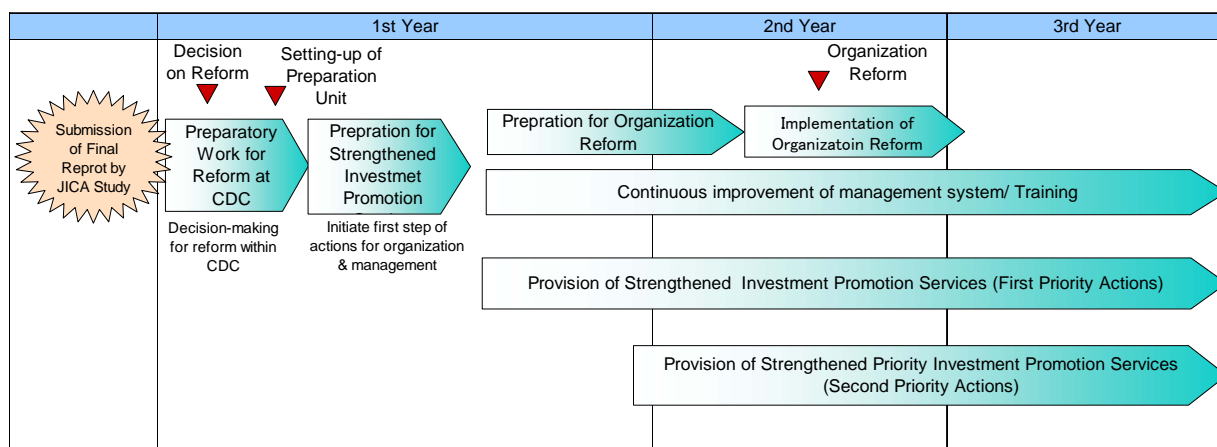 1st Year
2nd Year
3rd Year
Decision
on Reform
Setting-up of
Preparation
Unit
Organization
Reform
Submission
of Final
Reprot by
JICA Study
Preparatory
Work for
Reform at
CDC
Prepration for
Strengthened
Investmet
Promotion
Prepration for Organization
Reform
Implementation of
Organizatoin Reform
Continuous improvement of management system/ Training
Decision-making
for reform within
CDC
Initiate first step of
actions for organization
& management
Provision of Strengthened Investment Promotion Services (First Priority Actions)
Provision of Strengthened Priority Investment Promotion Services
(Second Priority Actions)